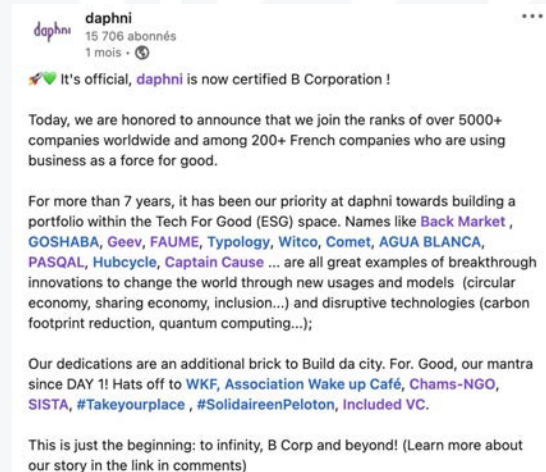 daphni
daphni
15 706 abonnés
1 mois •
🚀💚 It's official, daphni is now certified B Corporation !
Today, we are honored to announce that we join the ranks of over 5000+
companies worldwide and among 200+ French companies who are using
business as a force for good.
For more than 7 years, it has been our priority at daphni towards building a
portfolio within the Tech For Good (ESG) space. Names like Back Market ,
GOSHABA, Geev, FAUME, Typology, Witco, Comet, AGUA BLANCA,
PASQAL, Hubcycle, Captain Cause ... are all great examples of breakthrough
innovations to change the world through new usages and models  (circular
economy, sharing economy, inclusion...) and disruptive technologies (carbon
footprint reduction, quantum computing...);
Our dedications are an additional brick to Build da city. For. Good, our mantra
since DAY 1! Hats off to WKF, Association Wake up Café, Chams-NGO,
SISTA, #Takeyourplace , #SolidaireenPeloton, Included VC.
This is just the beginning: to infinity, B Corp and beyond! (Learn more about
our story in the link in comments)